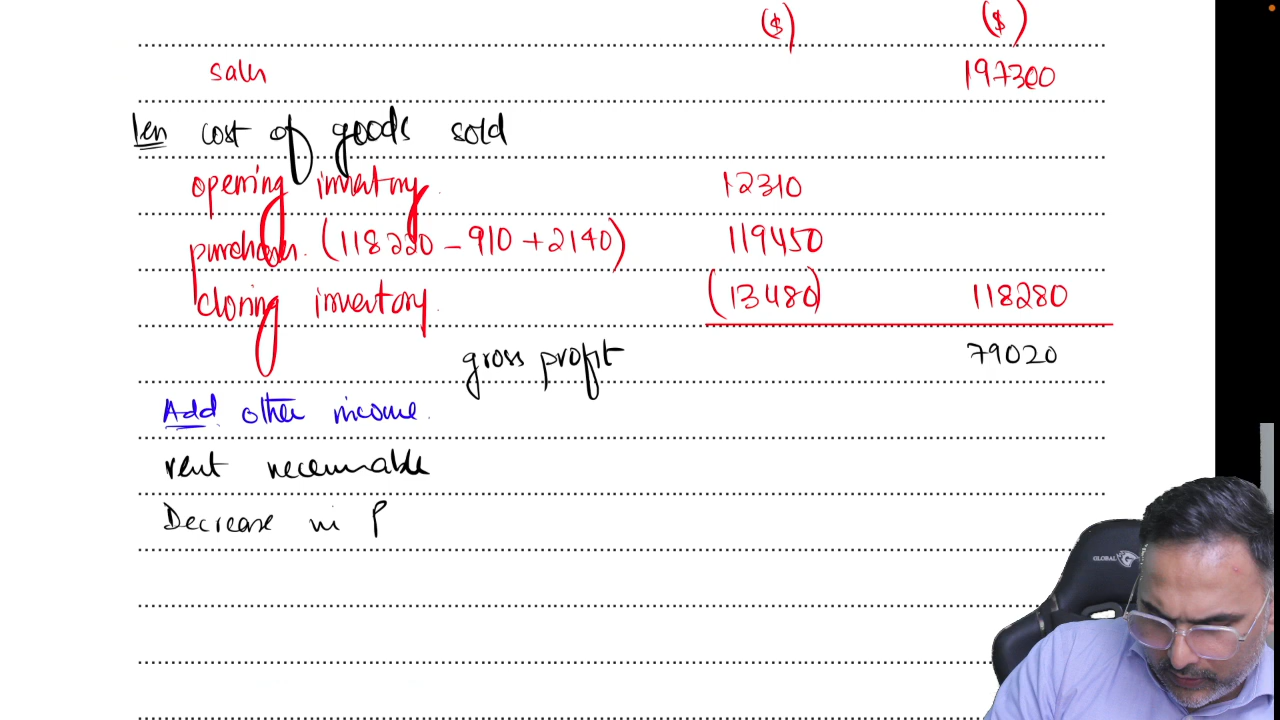 ($) ($)
sales 197300
Less cost of goods sold
opening inventory 12310
purchases (118220 - 910 + 2140) 119450
closing inventory (13480) 118280
gross profit 79020
Add other income.
rent receivable
Decrease in P
GLOBAL